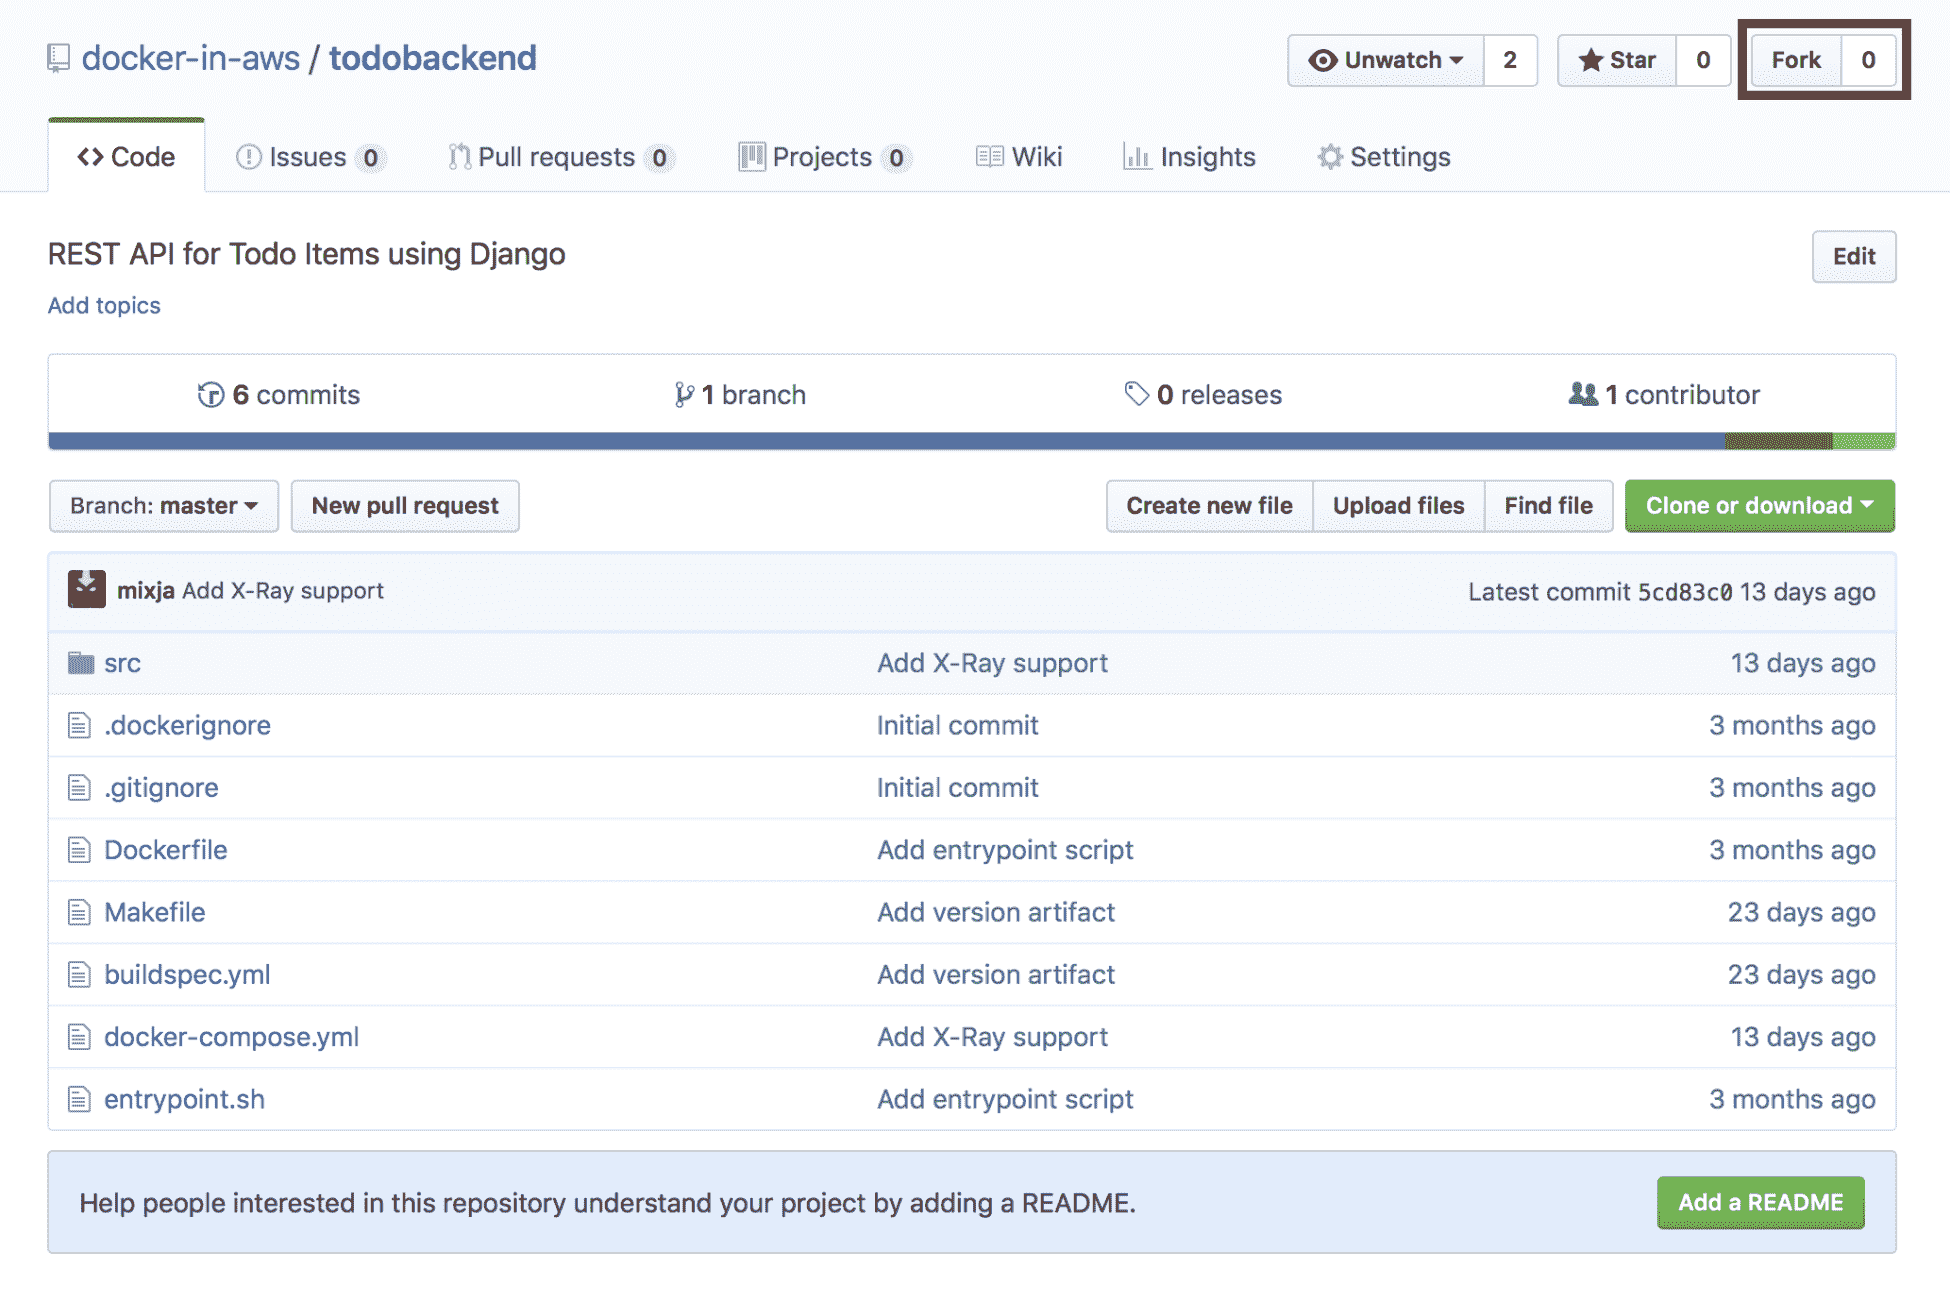 docker-in-aws / todobackend Unwatch 2 Star 0 Fork 0
Code Issues 0 Pull requests 0 Projects 0 Wiki Insights Settings
REST API for Todo Items using Django Edit
Add topics
6 commits 1 branch 0 releases 1 contributor
Branch: master New pull request Create new file Upload files Find file Clone or download
mixja Add X-Ray support Latest commit 5cd83c0 13 days ago
src Add X-Ray support 13 days ago
.dockerignore Initial commit 3 months ago
.gitignore Initial commit 3 months ago
Dockerfile Add entrypoint script 3 months ago
Makefile Add version artifact 23 days ago
buildspec.yml Add version artifact 23 days ago
docker-compose.yml Add X-Ray support 13 days ago
entrypoint.sh Add entrypoint script 3 months ago
Help people interested in this repository understand your project by adding a README. Add a README